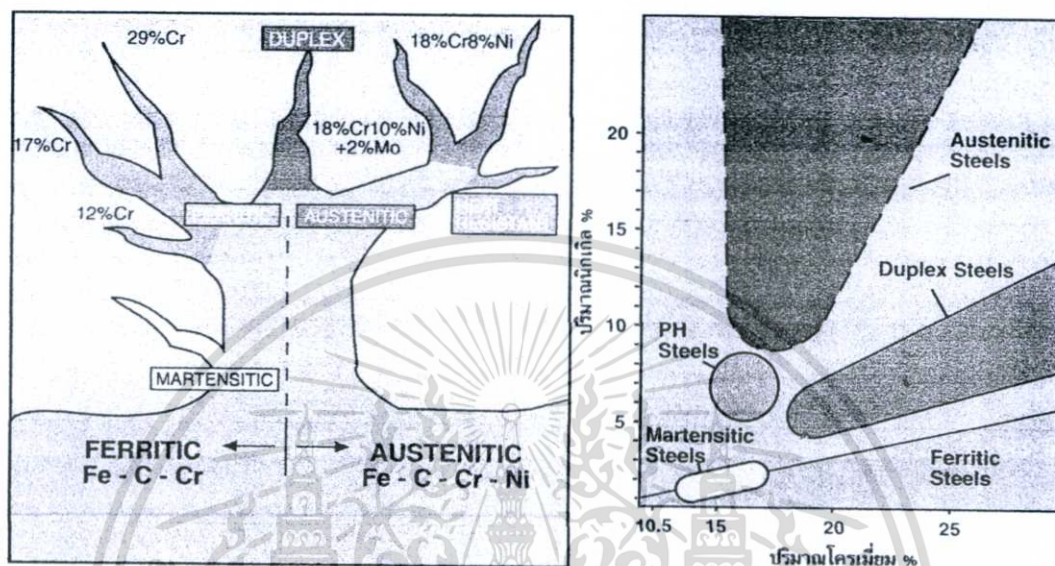 29%Cr
DUPLEX
18%Cr8%Ni
17%Cr
18%Cr10%Ni
+2%Mo
12%Cr
AUSTENITIC
MARTENSITIC
FERRITIC
Fe - C - Cr
AUSTENITIC
Fe - C - Cr - Ni
ปริมาณนิกเกิล %
20
15
10
5
Austenitic
Steels
Duplex Steels
PH
Steels
Martensitic
Steels
Ferritic
Steels
10.5
15
20
25
ปริมาณโครเมี่ยม %